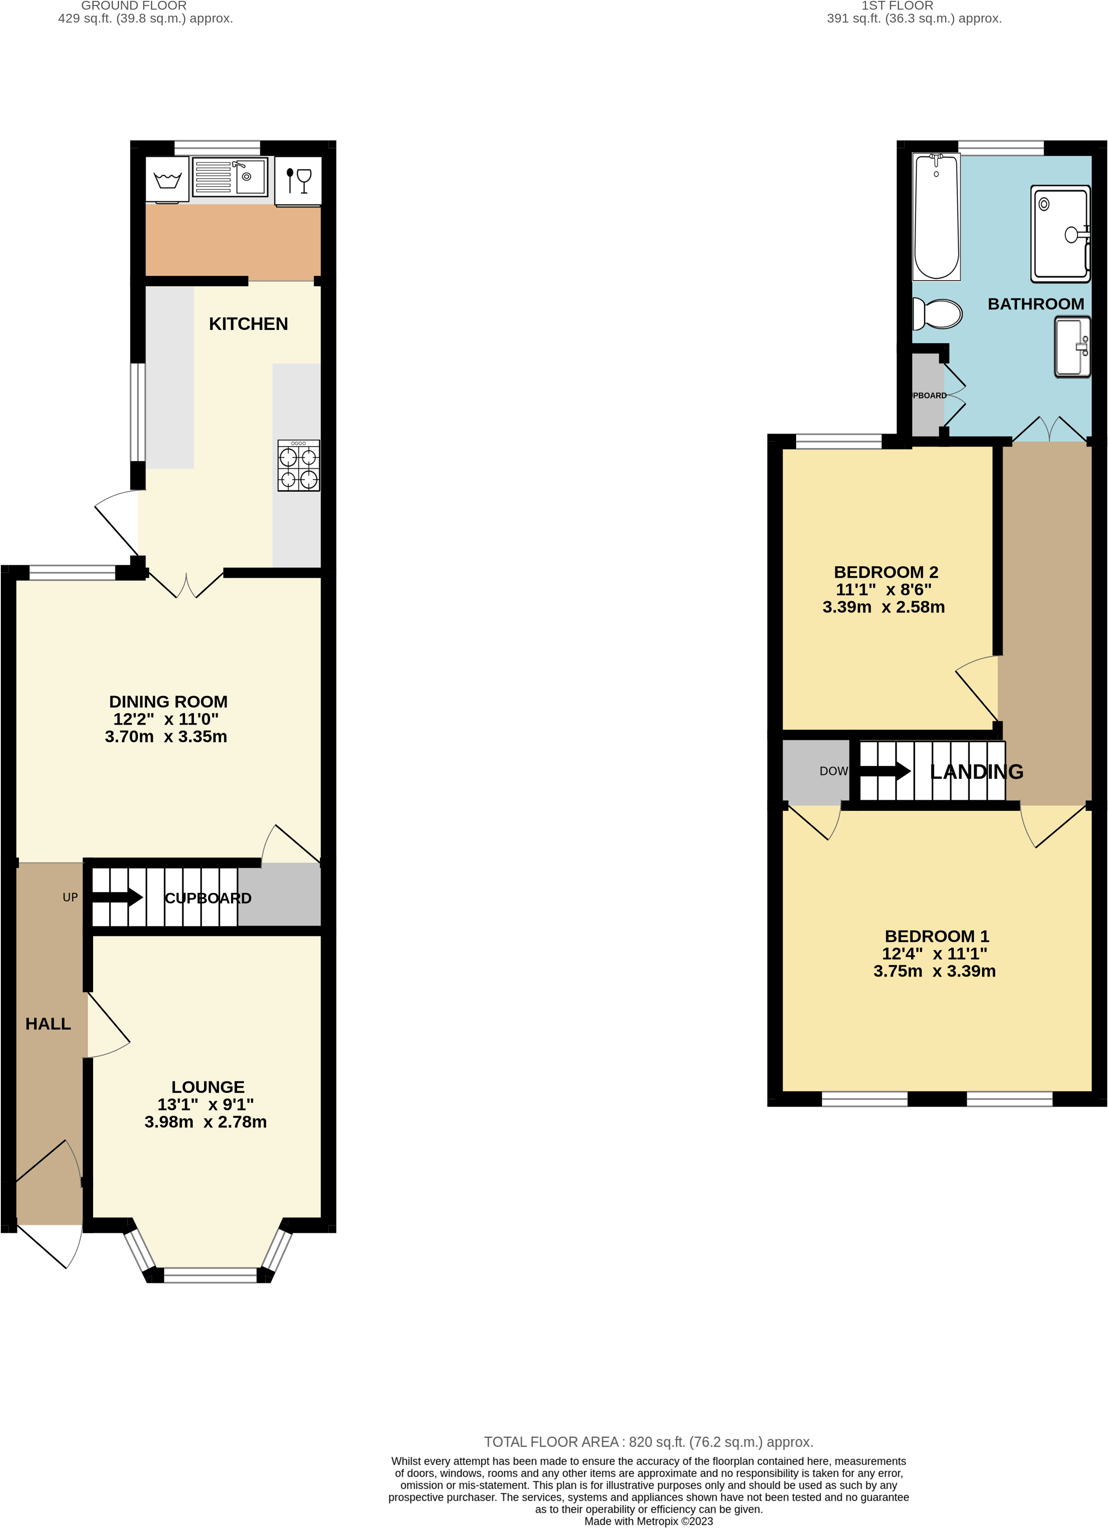 GROUND FLOOR
429 sq.ft. (39.8 sq.m.) approx.
1ST FLOOR
391 sq.ft. (36.3 sq.m.) approx.
KITCHEN
DINING ROOM
12'2" x 11'0"
3.70m x 3.35m
UP
CUPBOARD
HALL
LOUNGE
13'1" x 9'1"
3.98m x 2.78m
BATHROOM
PBOARD
BEDROOM 2
11'1" x 8'6"
3.39m x 2.58m
DOW
LANDING
BEDROOM 1
12'4" x 11'1"
3.75m x 3.39m
TOTAL FLOOR AREA : 820 sq.ft. (76.2 sq.m.) approx.
Whilst every attempt has been made to ensure the accuracy of the floorplan contained here, measurements
of doors, windows, rooms and any other items are approximate and no responsibility is taken for any error,
omission or mis-statement. This plan is for illustrative purposes only and should be used as such by any
prospective purchaser. The services, systems and appliances shown have not been tested and no guarantee
as to their operability or efficiency can be given.
Made with Metropix ©2023